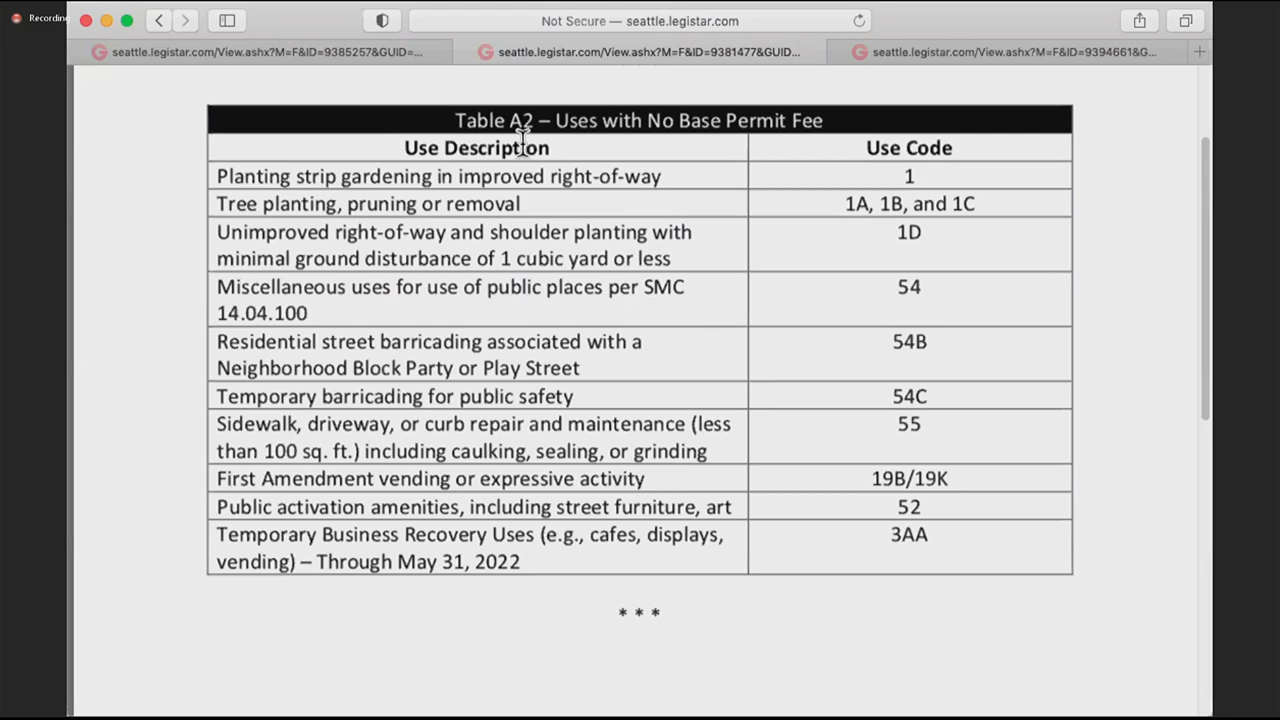 Recording
Not Secure — seattle.legistar.com
seattle.legistar.com/View.ashx?M=F&ID=9385257&GUID=...
seattle.legistar.com/View.ashx?M=F&ID=9381477&GUID...
seattle.legistar.com/View.ashx?M=F&ID=9394661&G...
Table A2 – Uses with No Base Permit Fee
Use Description
Use Code
Planting strip gardening in improved right-of-way
1
Tree planting, pruning or removal
1A, 1B, and 1C
Unimproved right-of-way and shoulder planting with
minimal ground disturbance of 1 cubic yard or less
1D
Miscellaneous uses for use of public places per SMC
14.04.100
54
Residential street barricading associated with a
Neighborhood Block Party or Play Street
54B
Temporary barricading for public safety
54C
Sidewalk, driveway, or curb repair and maintenance (less
than 100 sq. ft.) including caulking, sealing, or grinding
55
First Amendment vending or expressive activity
19B/19K
Public activation amenities, including street furniture, art
52
Temporary Business Recovery Uses (e.g., cafes, displays,
vending) – Through May 31, 2022
3AA
* * *